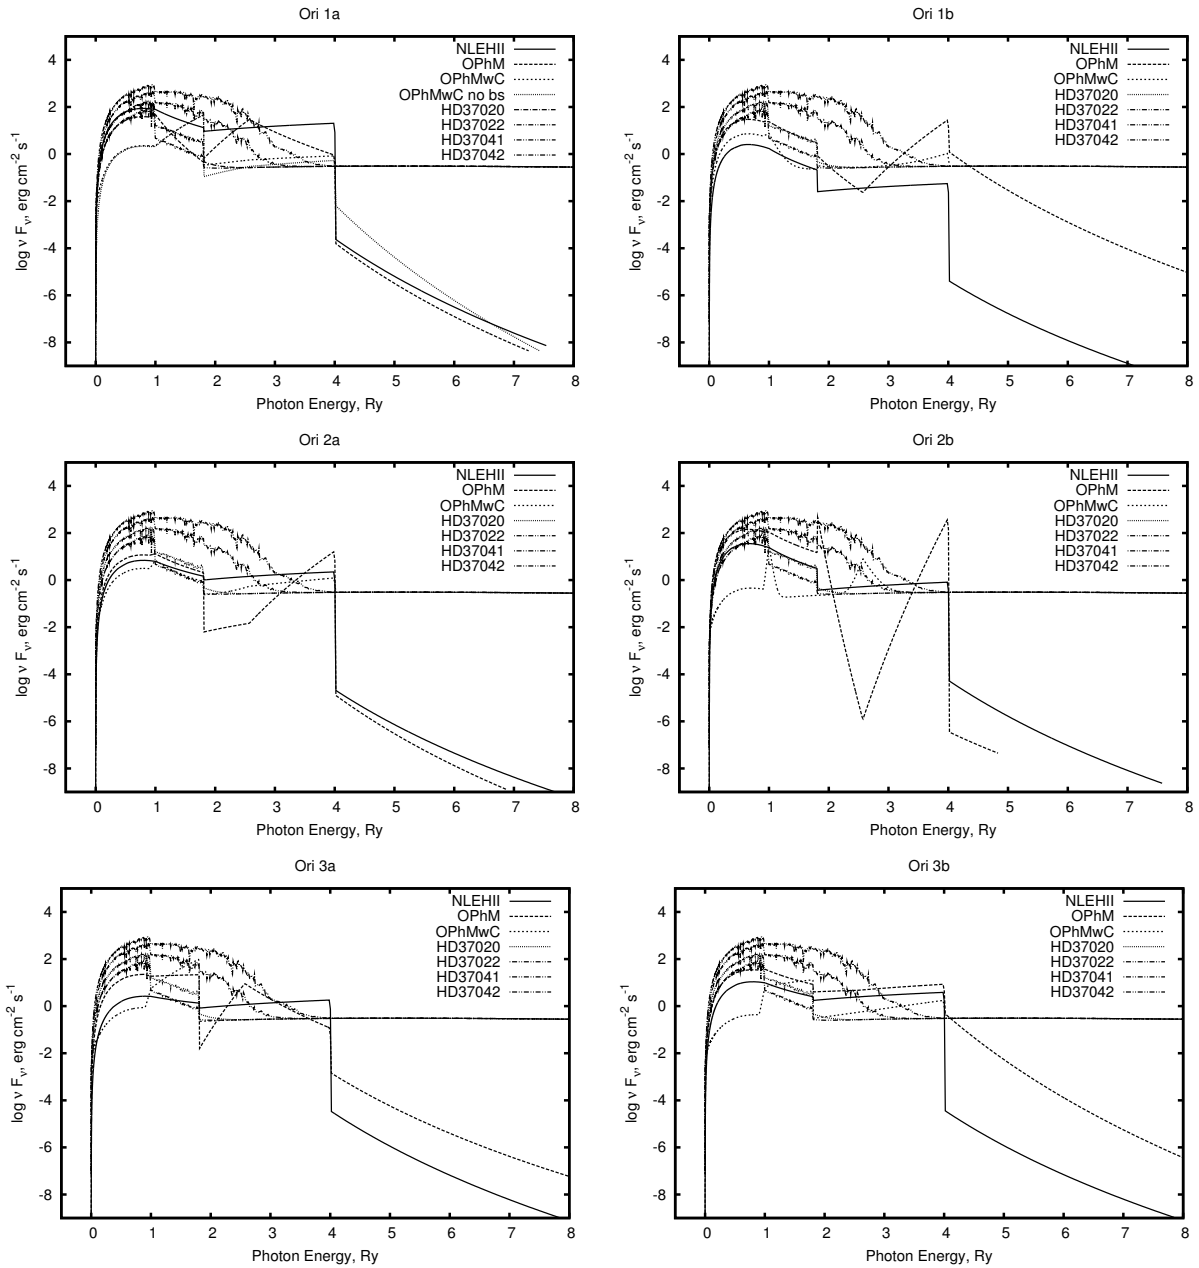 Ori 1a
log ν Fν, erg cm-2 s-1
4
2
0
-2
-4
-6
-8
NLEHII
OPhM
OPhMwC
OPhMwC no bs
HD37020
HD37022
HD37041
HD37042
0 1 2 3 4 5 6 7 8
Photon Energy, Ry
Ori 1b
log ν Fν, erg cm-2 s-1
4
2
0
-2
-4
-6
-8
NLEHII
OPhM
OPhMwC
HD37020
HD37022
HD37041
HD37042
0 1 2 3 4 5 6 7 8
Photon Energy, Ry
Ori 2a
log ν Fν, erg cm-2 s-1
4
2
0
-2
-4
-6
-8
NLEHII
OPhM
OPhMwC
HD37020
HD37022
HD37041
HD37042
0 1 2 3 4 5 6 7 8
Photon Energy, Ry
Ori 2b
log ν Fν, erg cm-2 s-1
4
2
0
-2
-4
-6
-8
NLEHII
OPhM
OPhMwC
HD37020
HD37022
HD37041
HD37042
0 1 2 3 4 5 6 7 8
Photon Energy, Ry
Ori 3a
log ν Fν, erg cm-2 s-1
4
2
0
-2
-4
-6
-8
NLEHII
OPhM
OPhMwC
HD37020
HD37022
HD37041
HD37042
0 1 2 3 4 5 6 7 8
Photon Energy, Ry
Ori 3b
log ν Fν, erg cm-2 s-1
4
2
0
-2
-4
-6
-8
NLEHII
OPhM
OPhMwC
HD37020
HD37022
HD37041
HD37042
0 1 2 3 4 5 6 7 8
Photon Energy, Ry